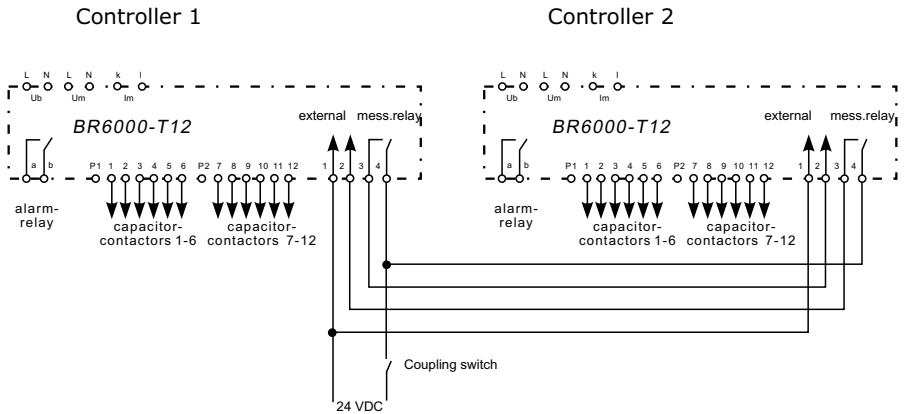 Controller 1 Controller 2
L N L N k l L N L N k l
Ub Um Im Ub Um Im
external mess.relay external mess.relay
BR6000-T12 BR6000-T12
a b P1 1 2 3 4 5 6 P2 7 8 9 10 11 12 1 2 3 4 a b P1 1 2 3 4 5 6 P2 7 8 9 10 11 12 1 2 3 4
alarm- alarm-
relay relay
capacitor- capacitor- capacitor- capacitor-
contactors 1-6 contactors 7-12 contactors 1-6 contactors 7-12
Coupling switch
24 VDC